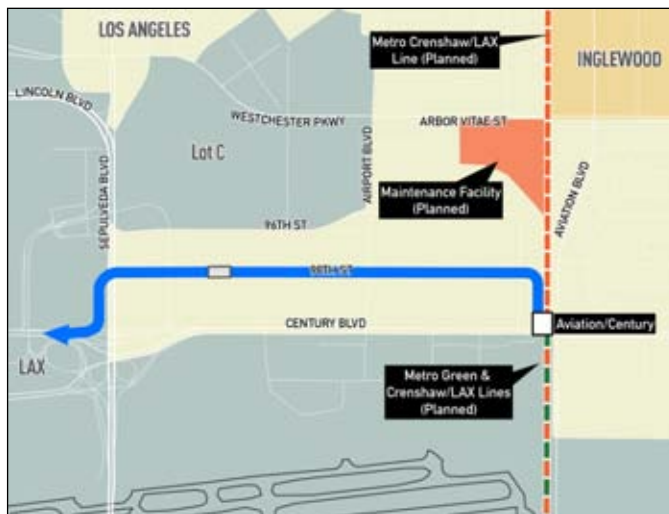 LOS ANGELES
Metro Crenshaw/LAX
Line (Planned)
INGLEWOOD
LINCOLN BLVD
WESTCHESTER PKWY
ARBOR VITAE ST
Lot C
AIRPORT BLVD
SEPULVEDA BLVD
Maintenance Facility
(Planned)
AVIATION BLVD
96TH ST
98TH ST
CENTURY BLVD
Aviation/Century
LAX
Metro Green &
Crenshaw/LAX Lines
(Planned)